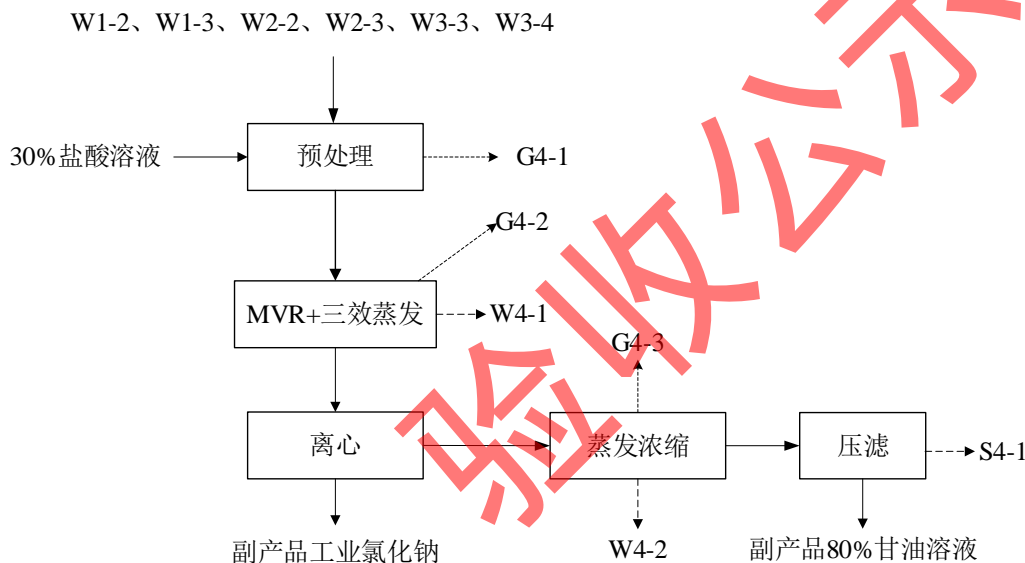 W1-2、W1-3、W2-2、W2-3、W3-3、W3-4
30%盐酸溶液
预处理
G4-1
G4-2
MVR+三效蒸发
W4-1
G4-3
离心
蒸发浓缩
压滤
S4-1
副产品工业氯化钠
W4-2
副产品80%甘油溶液
验收公示